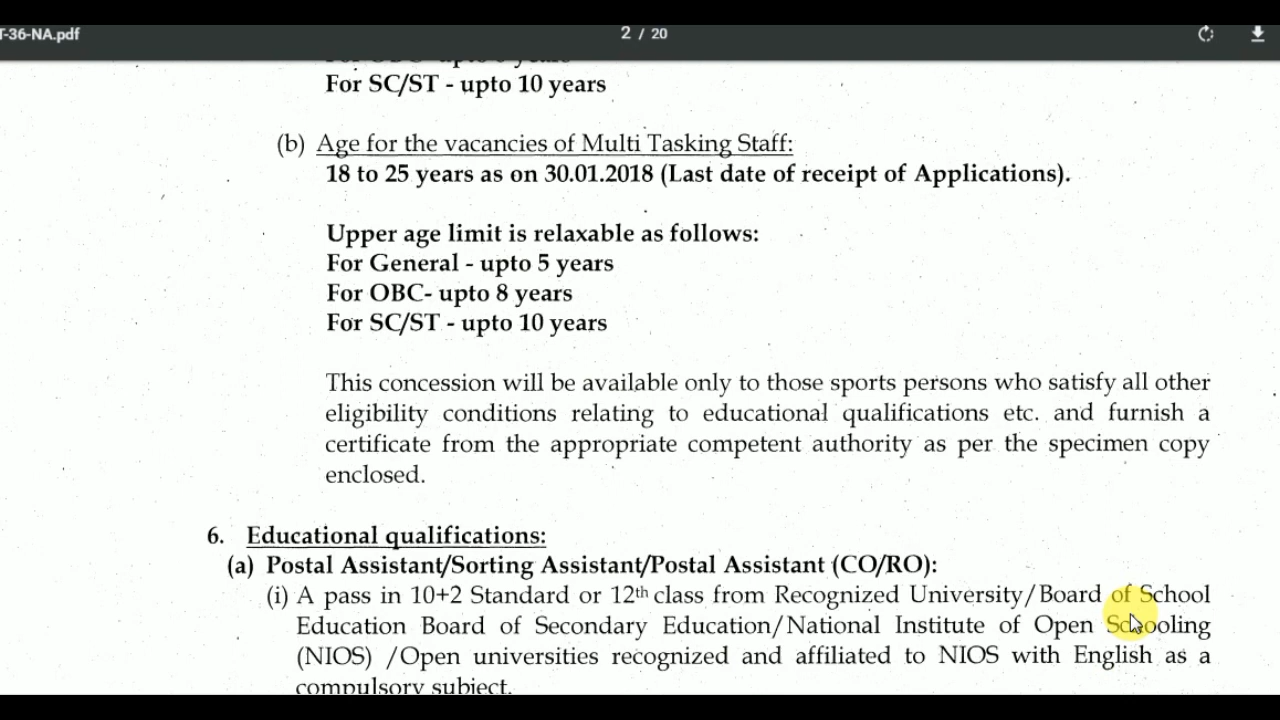 T-36-NA.pdf
2 / 20
For SC/ST - upto 10 years
(b) Age for the vacancies of Multi Tasking Staff:
18 to 25 years as on 30.01.2018 (Last date of receipt of Applications).
Upper age limit is relaxable as follows:
For General - upto 5 years
For OBC- upto 8 years
For SC/ST - upto 10 years
This concession will be available only to those sports persons who satisfy all other
eligibility conditions relating to educational qualifications etc. and furnish a
certificate from the appropriate competent authority as per the specimen copy
enclosed.
6. Educational qualifications:
(a) Postal Assistant/Sorting Assistant/Postal Assistant (CO/RO):
(i) A pass in 10+2 Standard or 12th class from Recognized University/Board of School
Education Board of Secondary Education/National Institute of Open Schooling
(NIOS) /Open universities recognized and affiliated to NIOS with English as a
compulsory subject.